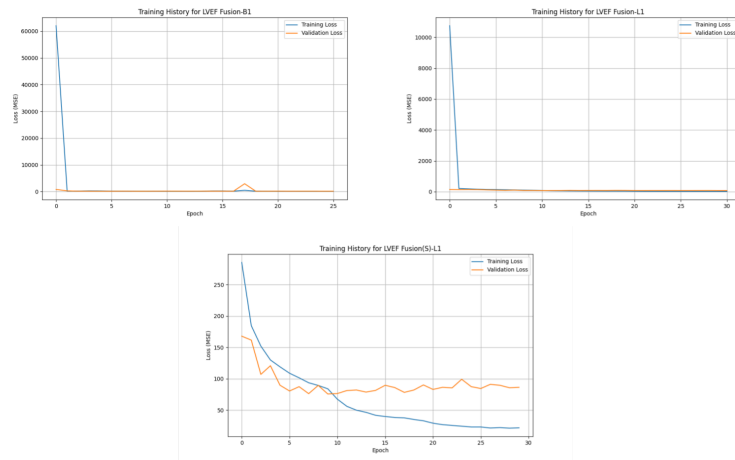 Training History for LVEF Fusion-B1
Training Loss
Validation Loss
60000
50000
40000
30000
20000
10000
0
Loss (MSE)
0 5 10 15 20 25
Epoch
Training History for LVEF Fusion-L1
Training Loss
Validation Loss
10000
8000
6000
4000
2000
0
Loss (MSE)
0 5 10 15 20 25 30
Epoch
Training History for LVEF Fusion(S)-L1
Training Loss
Validation Loss
250
200
150
100
50
Loss (MSE)
0 5 10 15 20 25 30
Epoch